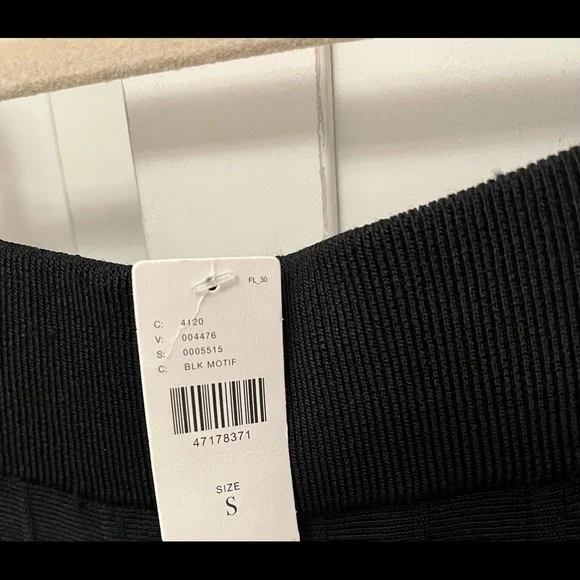 FL_30
C: 4120
V: 004476
S: 0005515
C: BLK MOTIF
47178371
SIZE
S